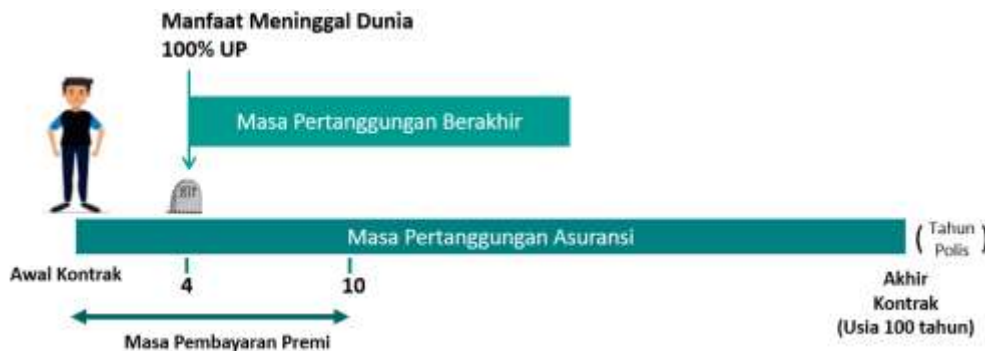 Manfaat Meninggal Dunia
100% UP
Masa Pertanggungan Berakhir
RIP
Masa Pertanggungan Asuransi
(Tahun
Polis)
Awal Kontrak
4
10
Akhir
Kontrak
(Usia 100 tahun)
Masa Pembayaran Premi